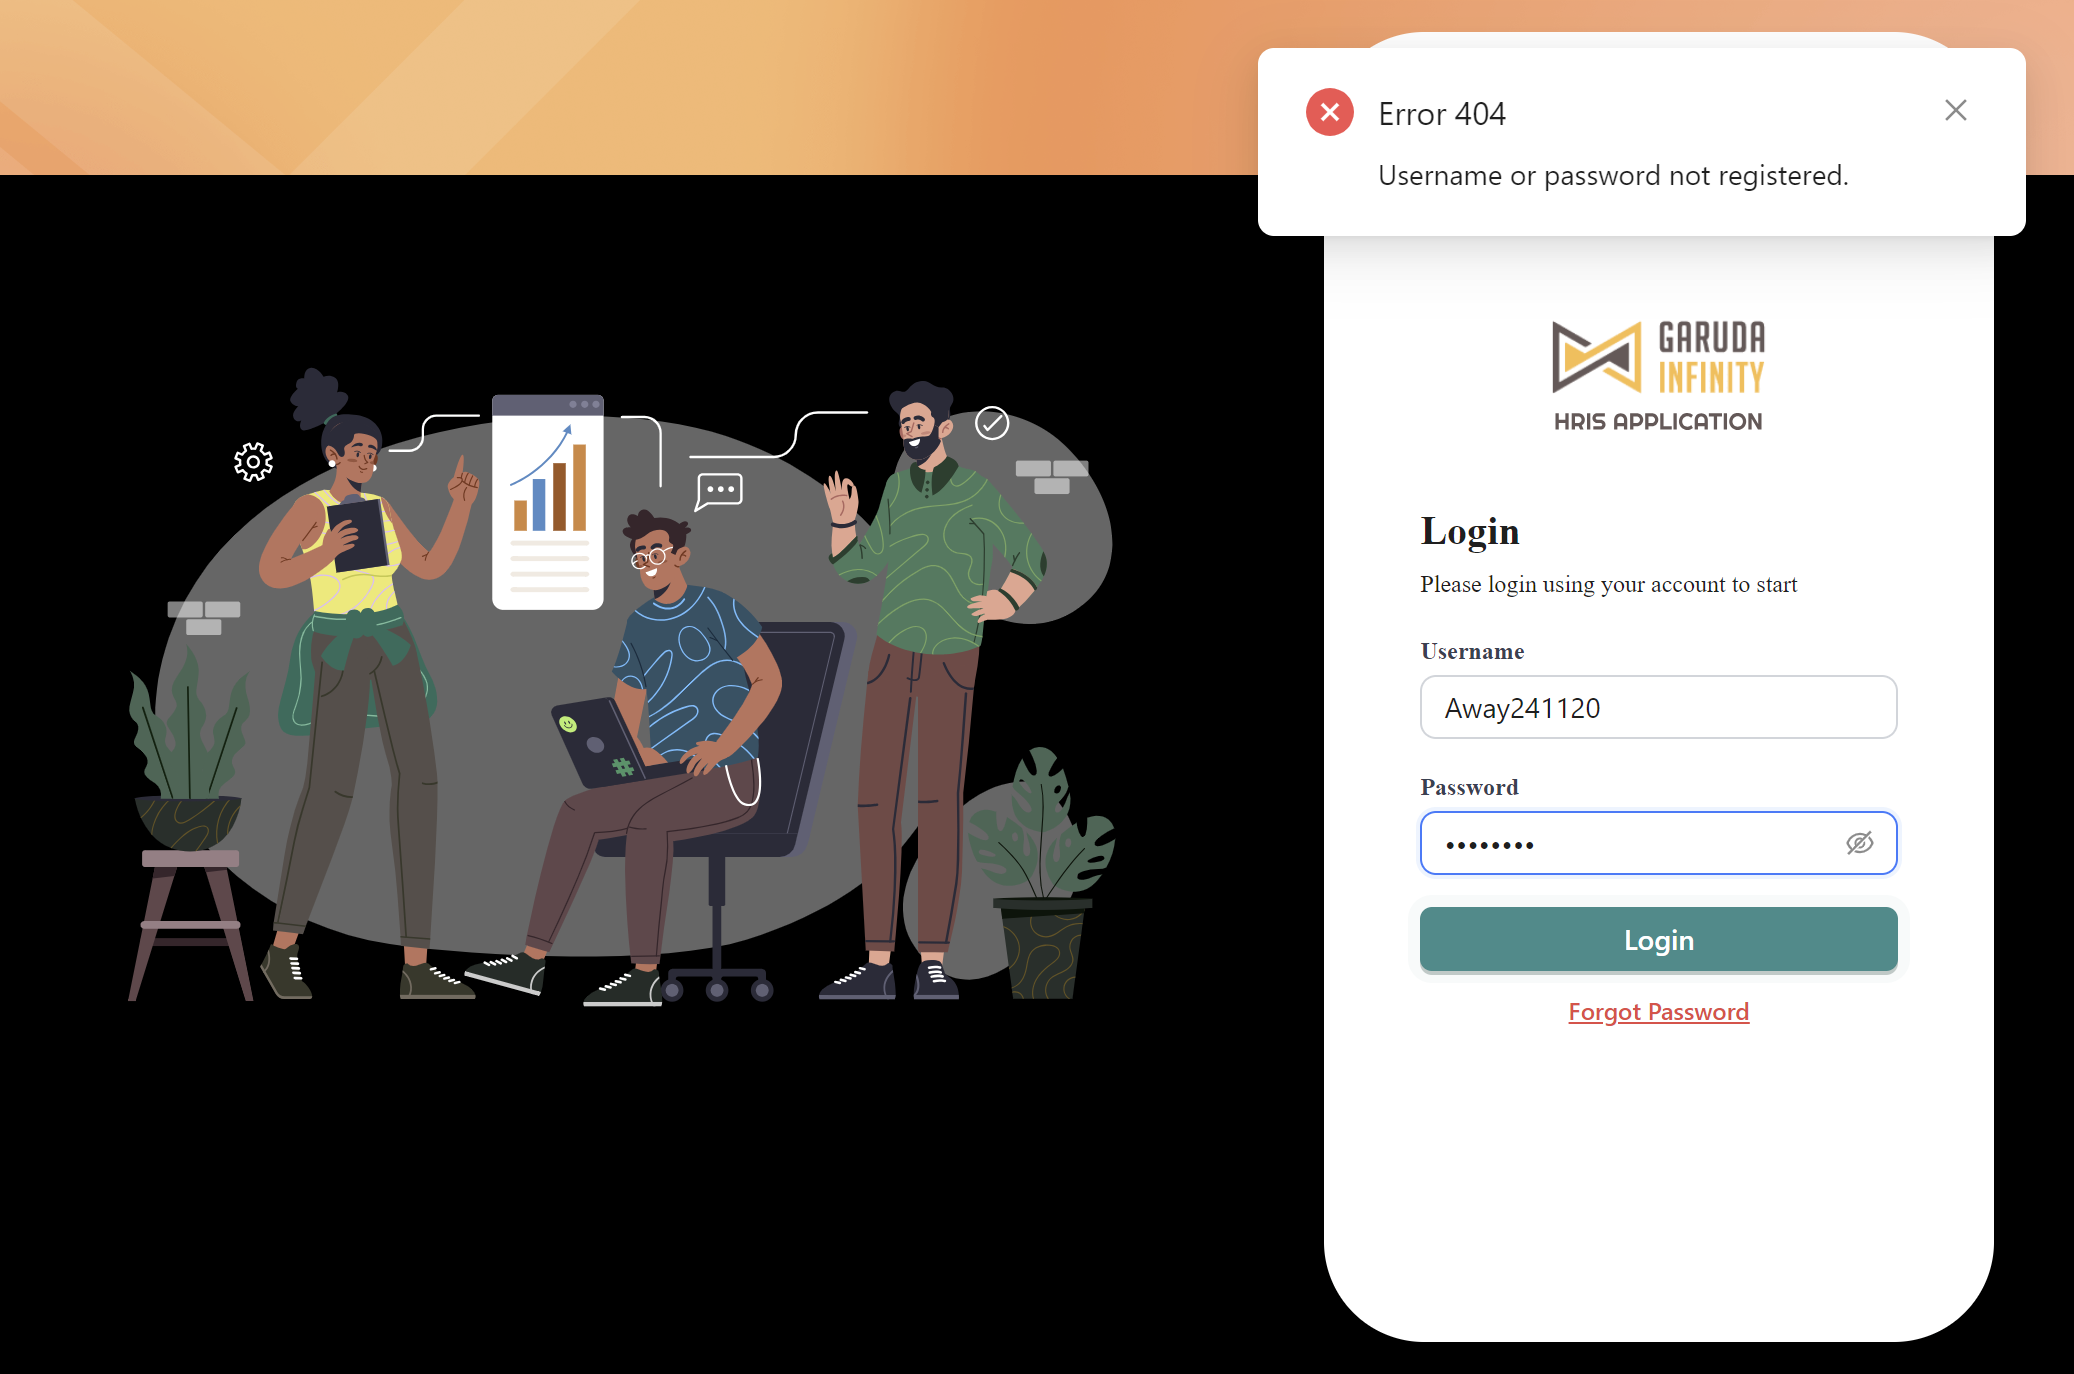 Error 404
Username or password not registered.
GARUDA
INFINITY
HRIS APPLICATION
Login
Please login using your account to start
Username
Away241120
Password
••••••••
Login
Forgot Password